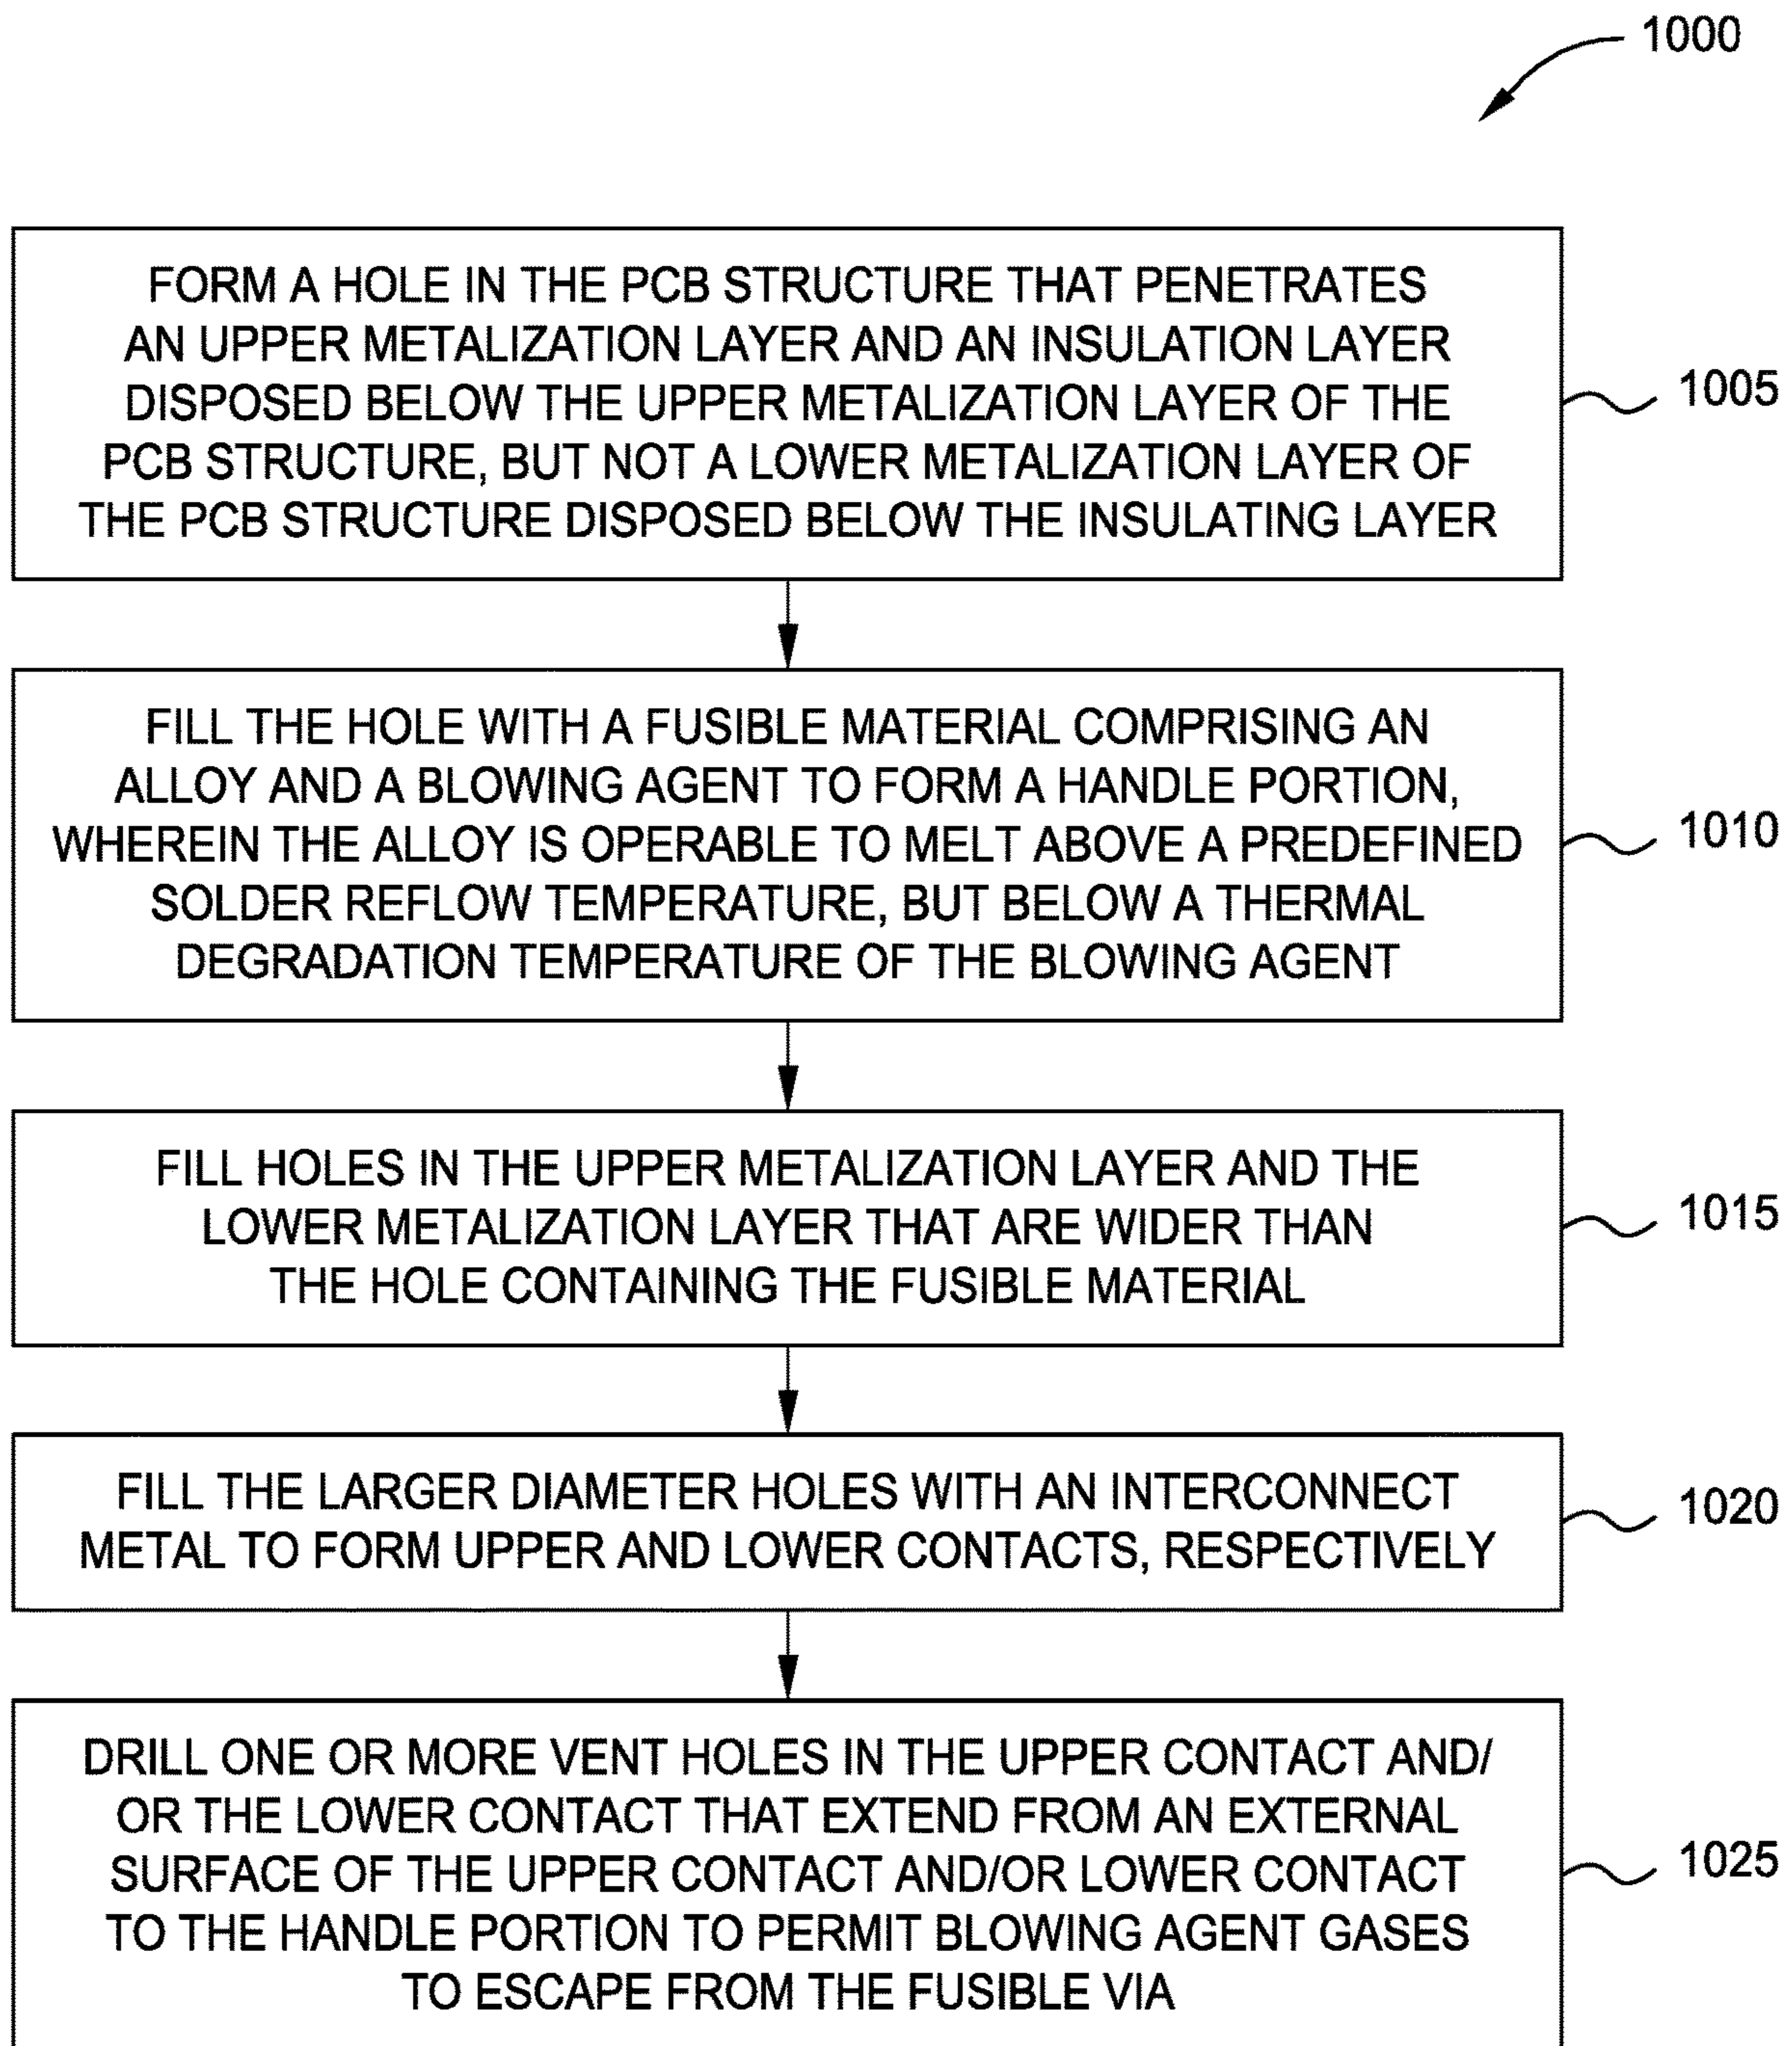 1000
FORM A HOLE IN THE PCB STRUCTURE THAT PENETRATES
AN UPPER METALIZATION LAYER AND AN INSULATION LAYER
DISPOSED BELOW THE UPPER METALIZATION LAYER OF THE
PCB STRUCTURE, BUT NOT A LOWER METALIZATION LAYER OF
THE PCB STRUCTURE DISPOSED BELOW THE INSULATING LAYER
1005
FILL THE HOLE WITH A FUSIBLE MATERIAL COMPRISING AN
ALLOY AND A BLOWING AGENT TO FORM A HANDLE PORTION,
WHEREIN THE ALLOY IS OPERABLE TO MELT ABOVE A PREDEFINED
SOLDER REFLOW TEMPERATURE, BUT BELOW A THERMAL
DEGRADATION TEMPERATURE OF THE BLOWING AGENT
1010
FILL HOLES IN THE UPPER METALIZATION LAYER AND THE
LOWER METALIZATION LAYER THAT ARE WIDER THAN
THE HOLE CONTAINING THE FUSIBLE MATERIAL
1015
FILL THE LARGER DIAMETER HOLES WITH AN INTERCONNECT
METAL TO FORM UPPER AND LOWER CONTACTS, RESPECTIVELY
1020
DRILL ONE OR MORE VENT HOLES IN THE UPPER CONTACT AND/
OR THE LOWER CONTACT THAT EXTEND FROM AN EXTERNAL
SURFACE OF THE UPPER CONTACT AND/OR LOWER CONTACT
TO THE HANDLE PORTION TO PERMIT BLOWING AGENT GASES
TO ESCAPE FROM THE FUSIBLE VIA
1025